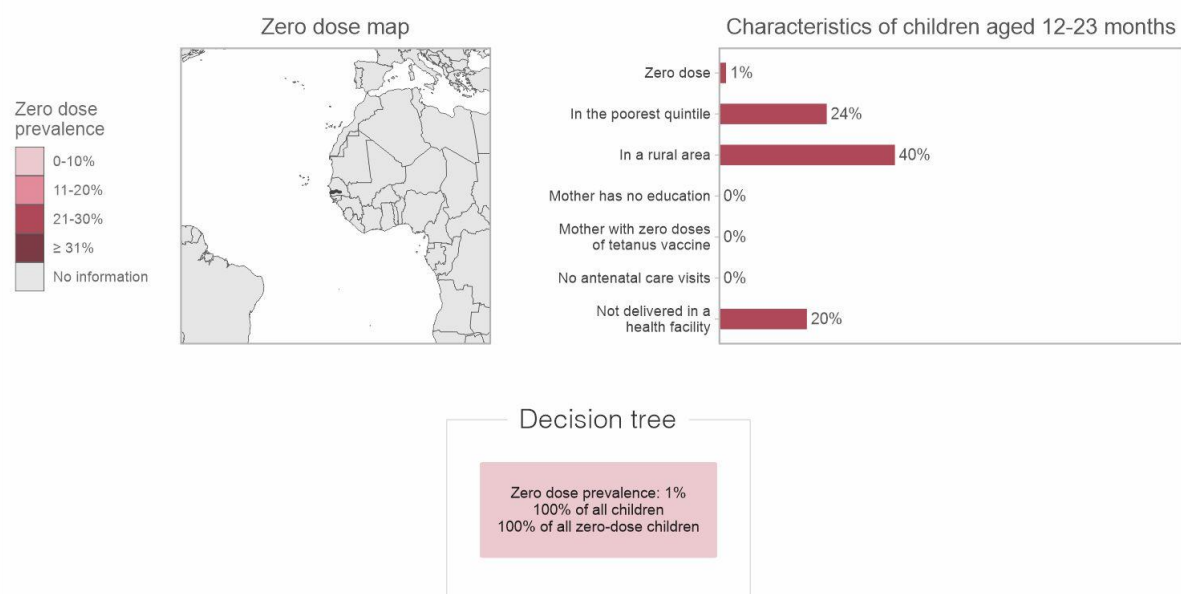 Zero dose map
Zero dose
prevalence
0-10%
11-20%
21-30%
≥ 31%
No information
Characteristics of children aged 12-23 months
Zero dose 1%
In the poorest quintile 24%
In a rural area 40%
Mother has no education 0%
Mother with zero doses
of tetanus vaccine 0%
No antenatal care visits 0%
Not delivered in a
health facility 20%
Decision tree
Zero dose prevalence: 1%
100% of all children
100% of all zero-dose children